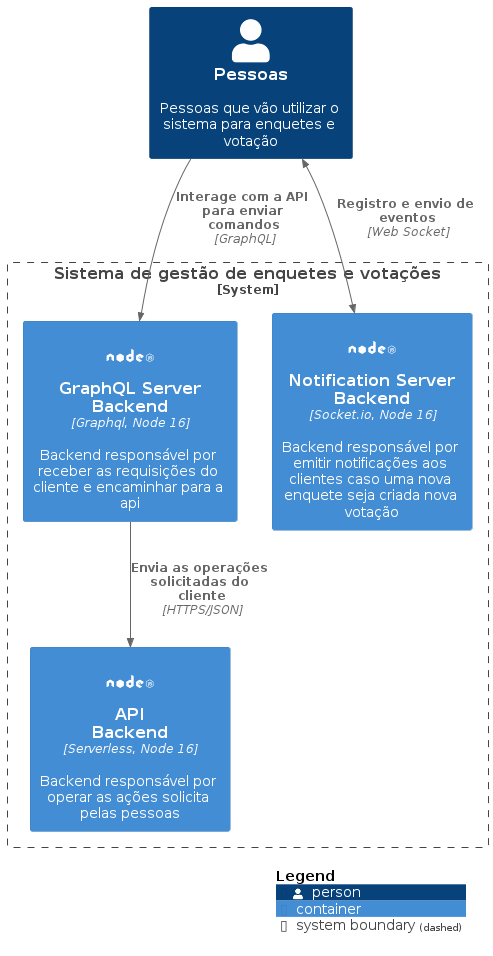 Pessoas
Pessoas que vão utilizar o
sistema para enquetes e
votação
Interage com a API
para enviar
comandos
[GraphQL]
Registro e envio de
eventos
[Web Socket]
Sistema de gestão de enquetes e votações
[System]
node
GraphQL Server
Backend
[Graphql, Node 16]
Backend responsável por
receber as requisições do
cliente e encaminhar para a
api
node
Notification Server
Backend
[Socket.io, Node 16]
Backend responsável por
emitir notificações aos
clientes caso uma nova
enquete seja criada nova
votação
Envia as operações
solicitadas do
cliente
[HTTPS/JSON]
node
API
Backend
[Serverless, Node 16]
Backend responsável por
operar as ações solicita
pelas pessoas
Legend
person
container
system boundary (dashed)